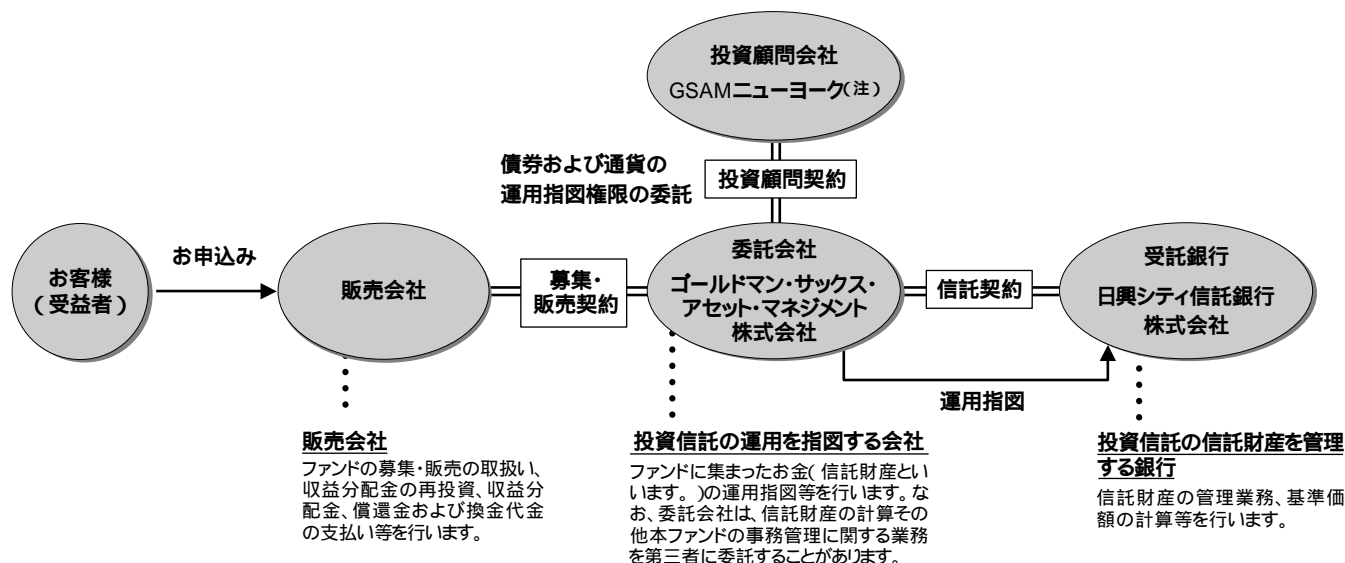 投資顧問会社
GSAMニューヨーク(注)
債券および通貨の
運用指図権限の委託
投資顧問契約
お客様
(受益者)
お申込み
販売会社
募集・
販売契約
委託会社
ゴールドマン・サックス・
アセット・マネジメント
株式会社
信託契約
受託銀行
日興シティ信託銀行
株式会社
運用指図
販売会社
ファンドの募集・販売の取扱い、
収益分配金の再投資、収益分
配金、償還金および換金代金
の支払い等を行います。
投資信託の運用を指図する会社
ファンドに集まったお金(信託財産とい
います。)の運用指図等を行います。な
お、委託会社は、信託財産の計算その
他本ファンドの事務管理に関する業務
を第三者に委託することがあります。
投資信託の信託財産を管理
する銀行
信託財産の管理業務、基準価
額の計算等を行います。